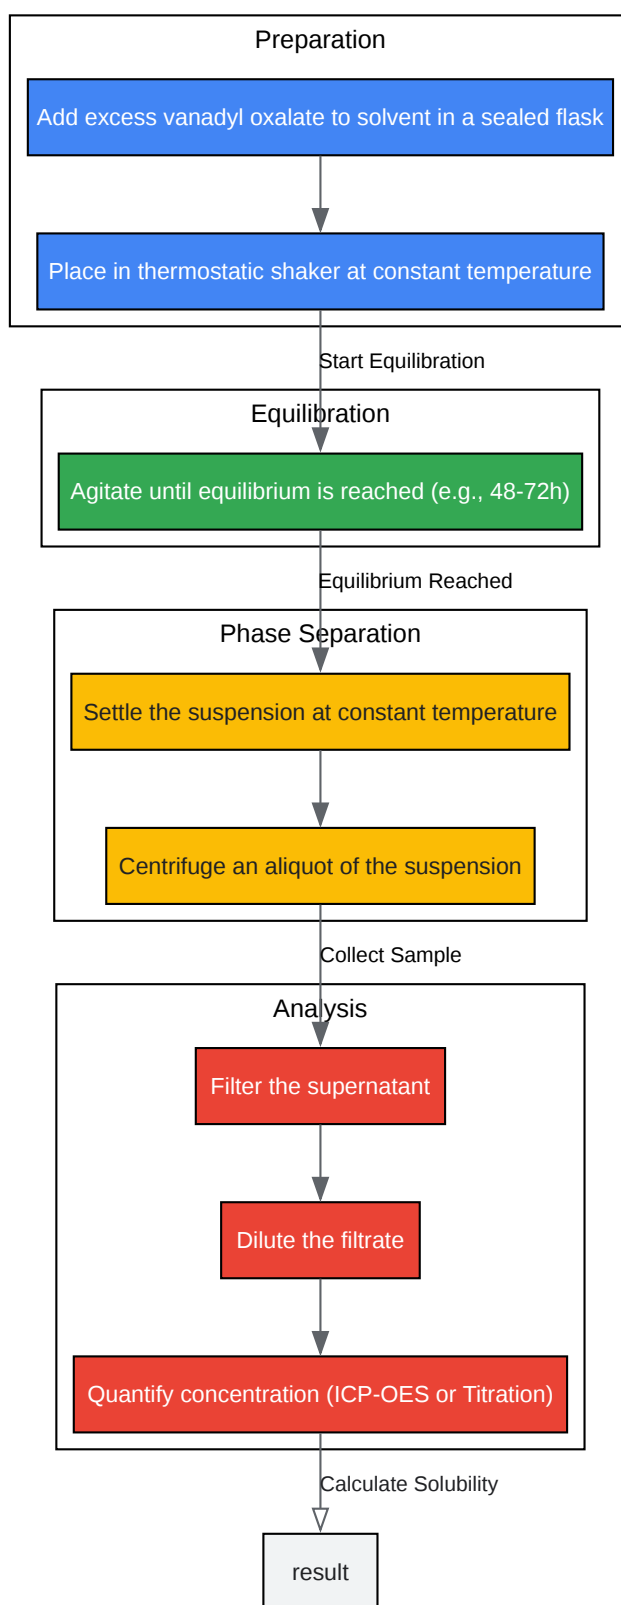 Preparation
Add excess vanadyl oxalate to solvent in a sealed flask
Place in thermostatic shaker at constant temperature
Start Equilibration
Equilibration
Agitate until equilibrium is reached (e.g., 48-72h)
Equilibrium Reached
Phase Separation
Settle the suspension at constant temperature
Centrifuge an aliquot of the suspension
Collect Sample
Analysis
Filter the supernatant
Dilute the filtrate
Quantify concentration (ICP-OES or Titration)
Calculate Solubility
result